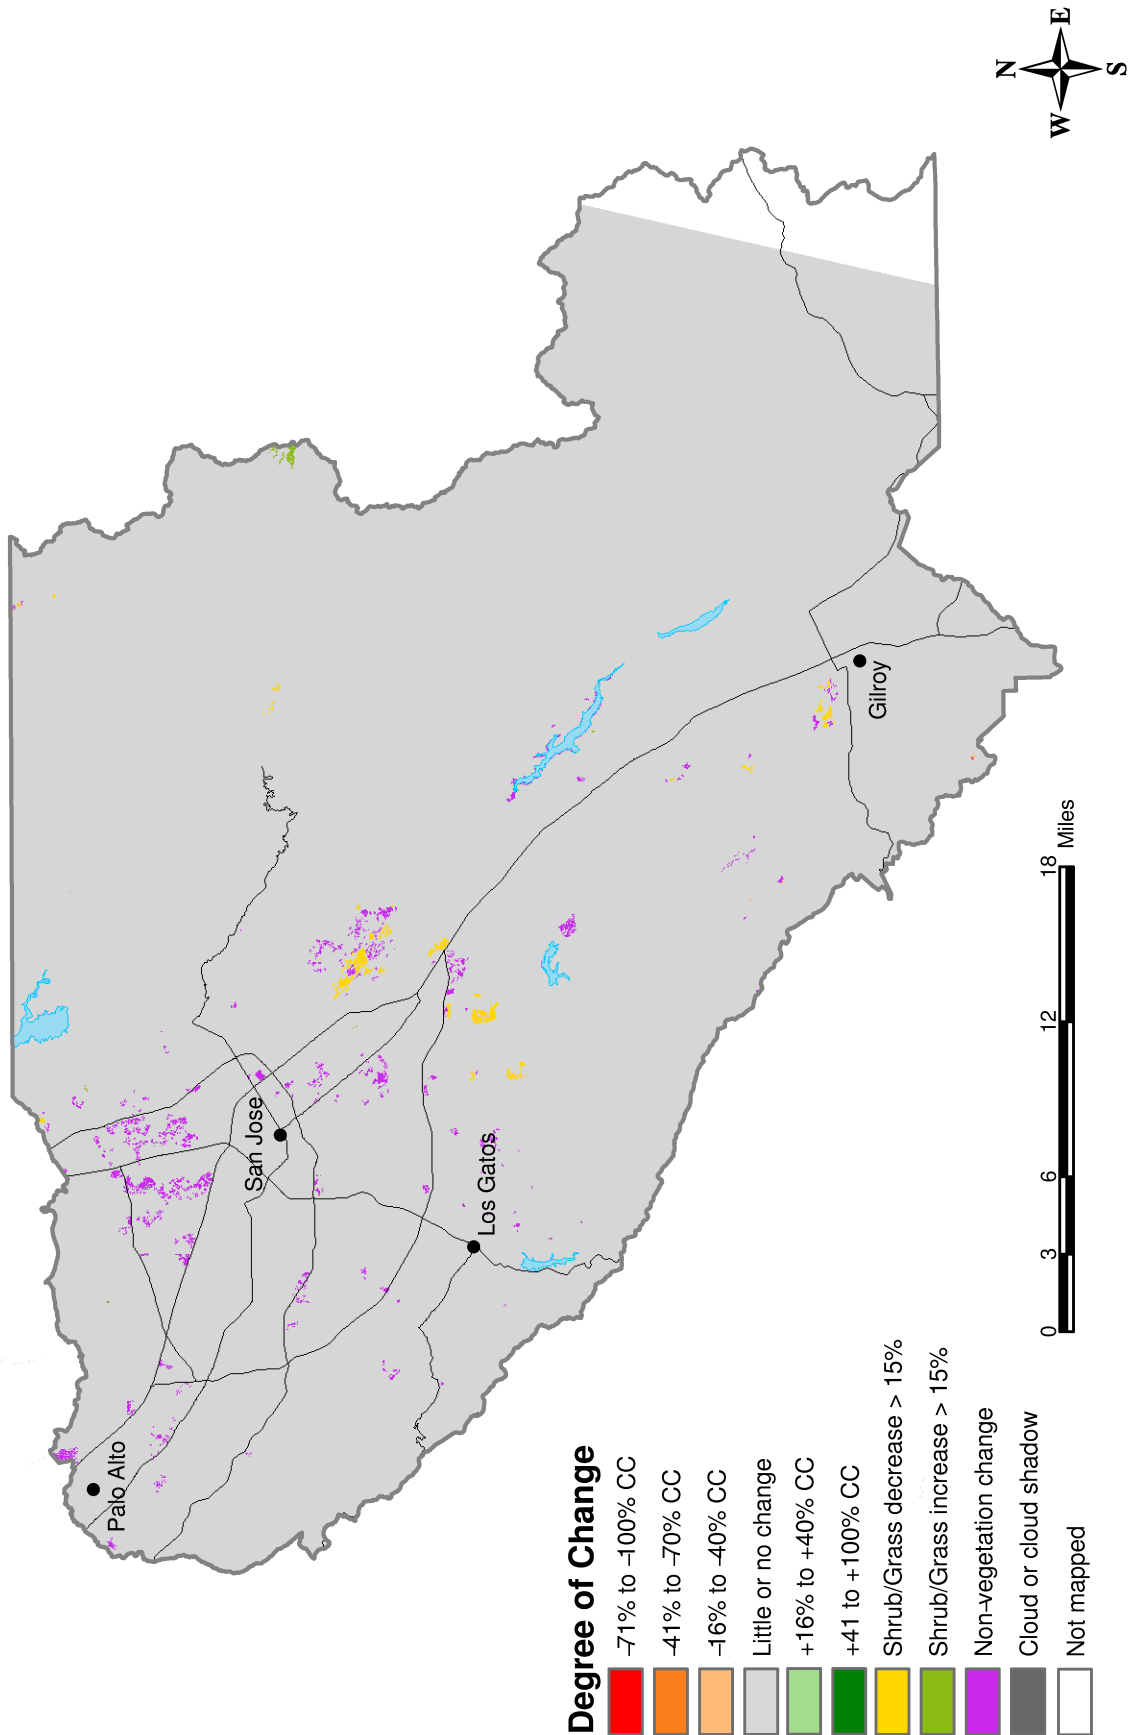 N
W
E
S
Palo Alto
San Jose
Los Gatos
Gilroy
0
3
6
12
18
Miles
Degree of Change
−71% to −100% CC
−41% to −70% CC
−16% to −40% CC
Little or no change
+16% to +40% CC
+41 to +100% CC
Shrub/Grass decrease > 15%
Shrub/Grass increase > 15%
Non−vegetation change
Cloud or cloud shadow
Not mapped